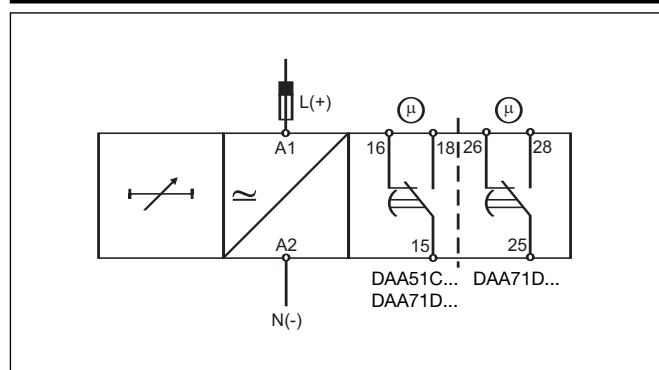 L(+)
μ μ
A1 16 18 26 28
≃
A2 15 25
DAA51C... DAA71D...
DAA71D...
N(-)